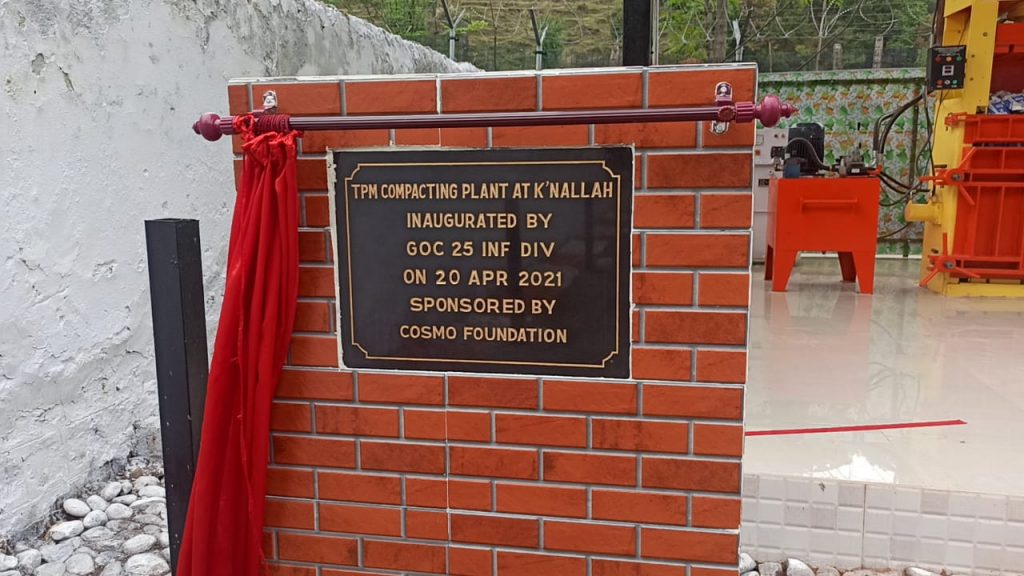 TPM COMPACTING PLANT AT K'NALLAH
INAUGURATED BY
GOC 25 INF DIV
ON 20 APR 2021
SPONSORED BY
COSMO FOUNDATION